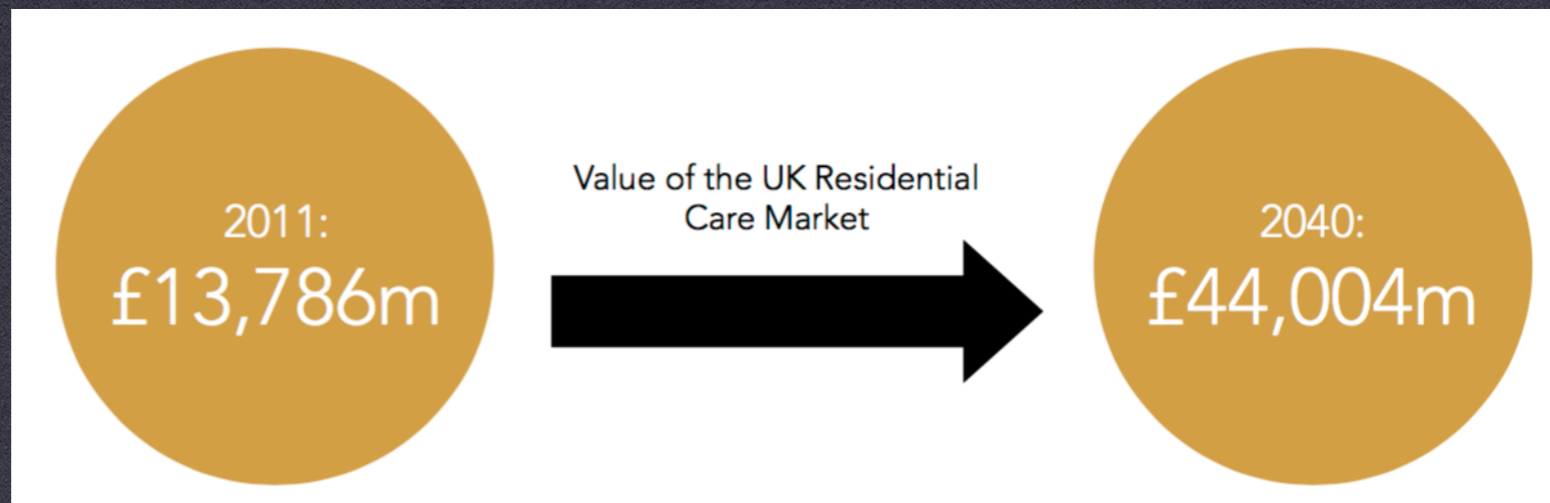 2011:
£13,786m
Value of the UK Residential
Care Market
2040:
£44,004m